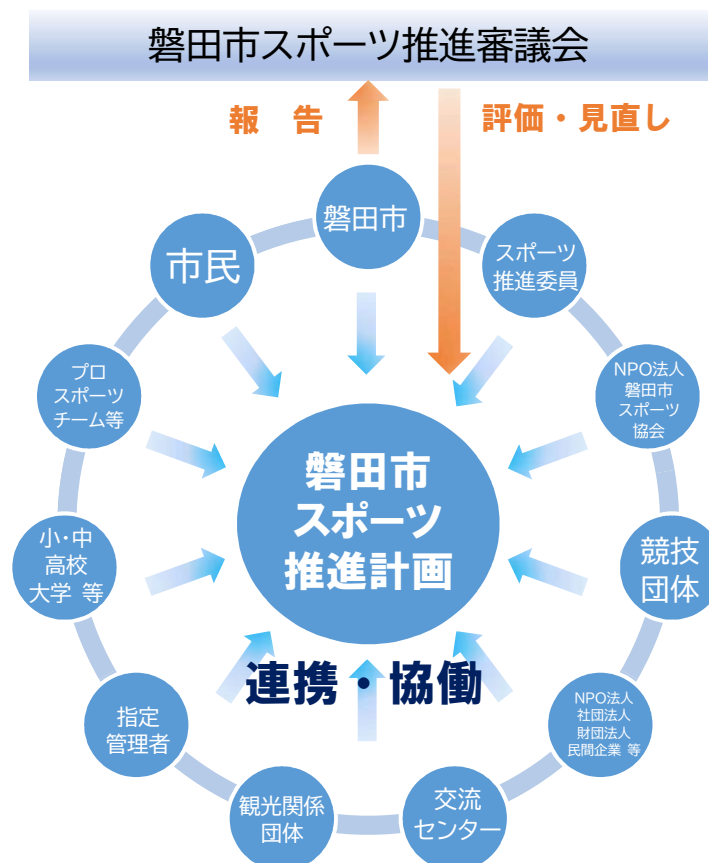 磐田市スポーツ推進審議会
報　告
評価・見直し
磐田市
スポーツ
推進委員
NPO法人
磐田市
スポーツ
協会
競技
団体
NPO法人
社団法人
財団法人
民間企業 等
交流
センター
観光関係
団体
指定
管理者
小・中
高校
大学 等
プロ
スポーツ
チーム等
市民
磐田市
スポーツ
推進計画
連携・協働